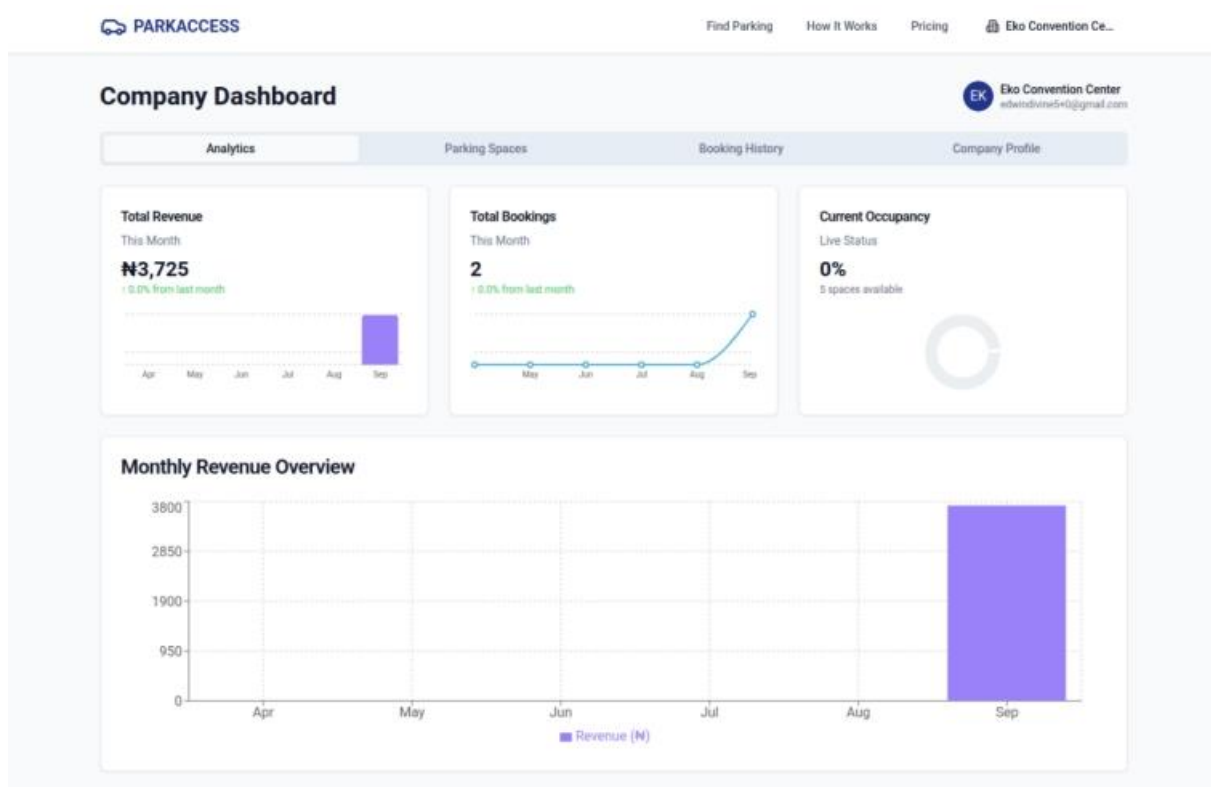 PARKACCESS
Find Parking
How It Works
Pricing
Eko Convention Ce...
Company Dashboard
EK
Eko Convention Center
edwindivine5+0@gmail.com
Analytics
Parking Spaces
Booking History
Company Profile
Total Revenue
This Month
₦3,725
↑ 0.0% from last month
Apr May Jun Jul Aug Sep
Total Bookings
This Month
2
↑ 0.0% from last month
May Jun Jul Aug Sep
Current Occupancy
Live Status
0%
5 spaces available
Monthly Revenue Overview
3800
2850
1900
950
0
Apr May Jun Jul Aug Sep
Revenue (₦)